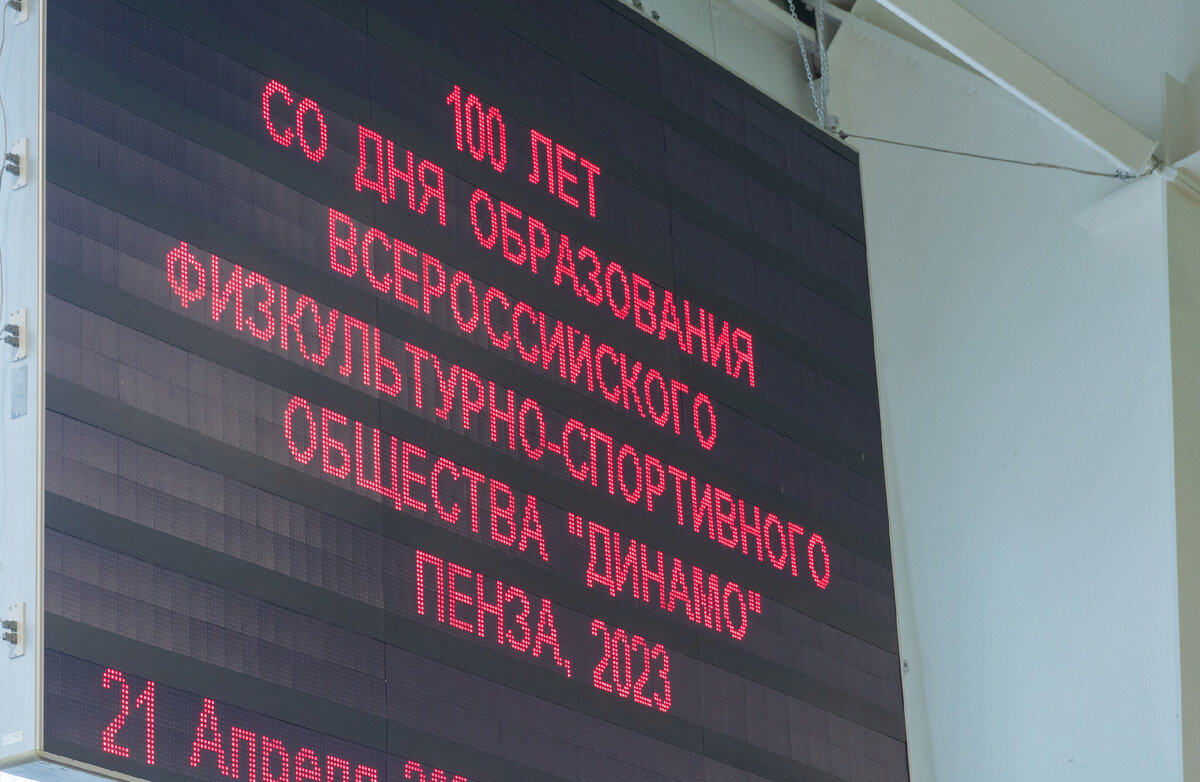 100 ЛЕТ
СО ДНЯ ОБРАЗОВАНИЯ
ВСЕРОССИЙСКОГО
ФИЗКУЛЬТУРНО-СПОРТИВНОГО
ОБЩЕСТВА "ДИНАМО"
ПЕНЗА, 2023
21 Апреля